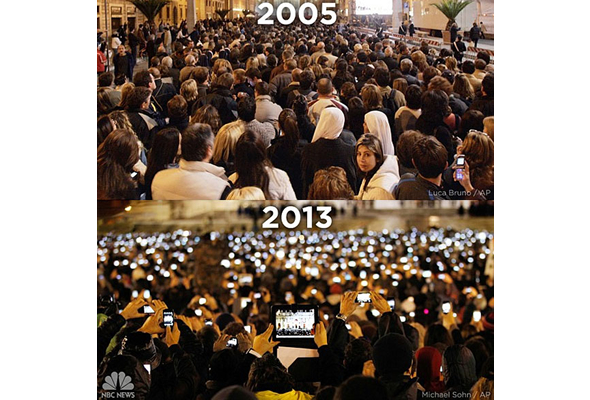 2005
Luca Bruno / AP
2013
NBC NEWS
Michael Sohn / AP